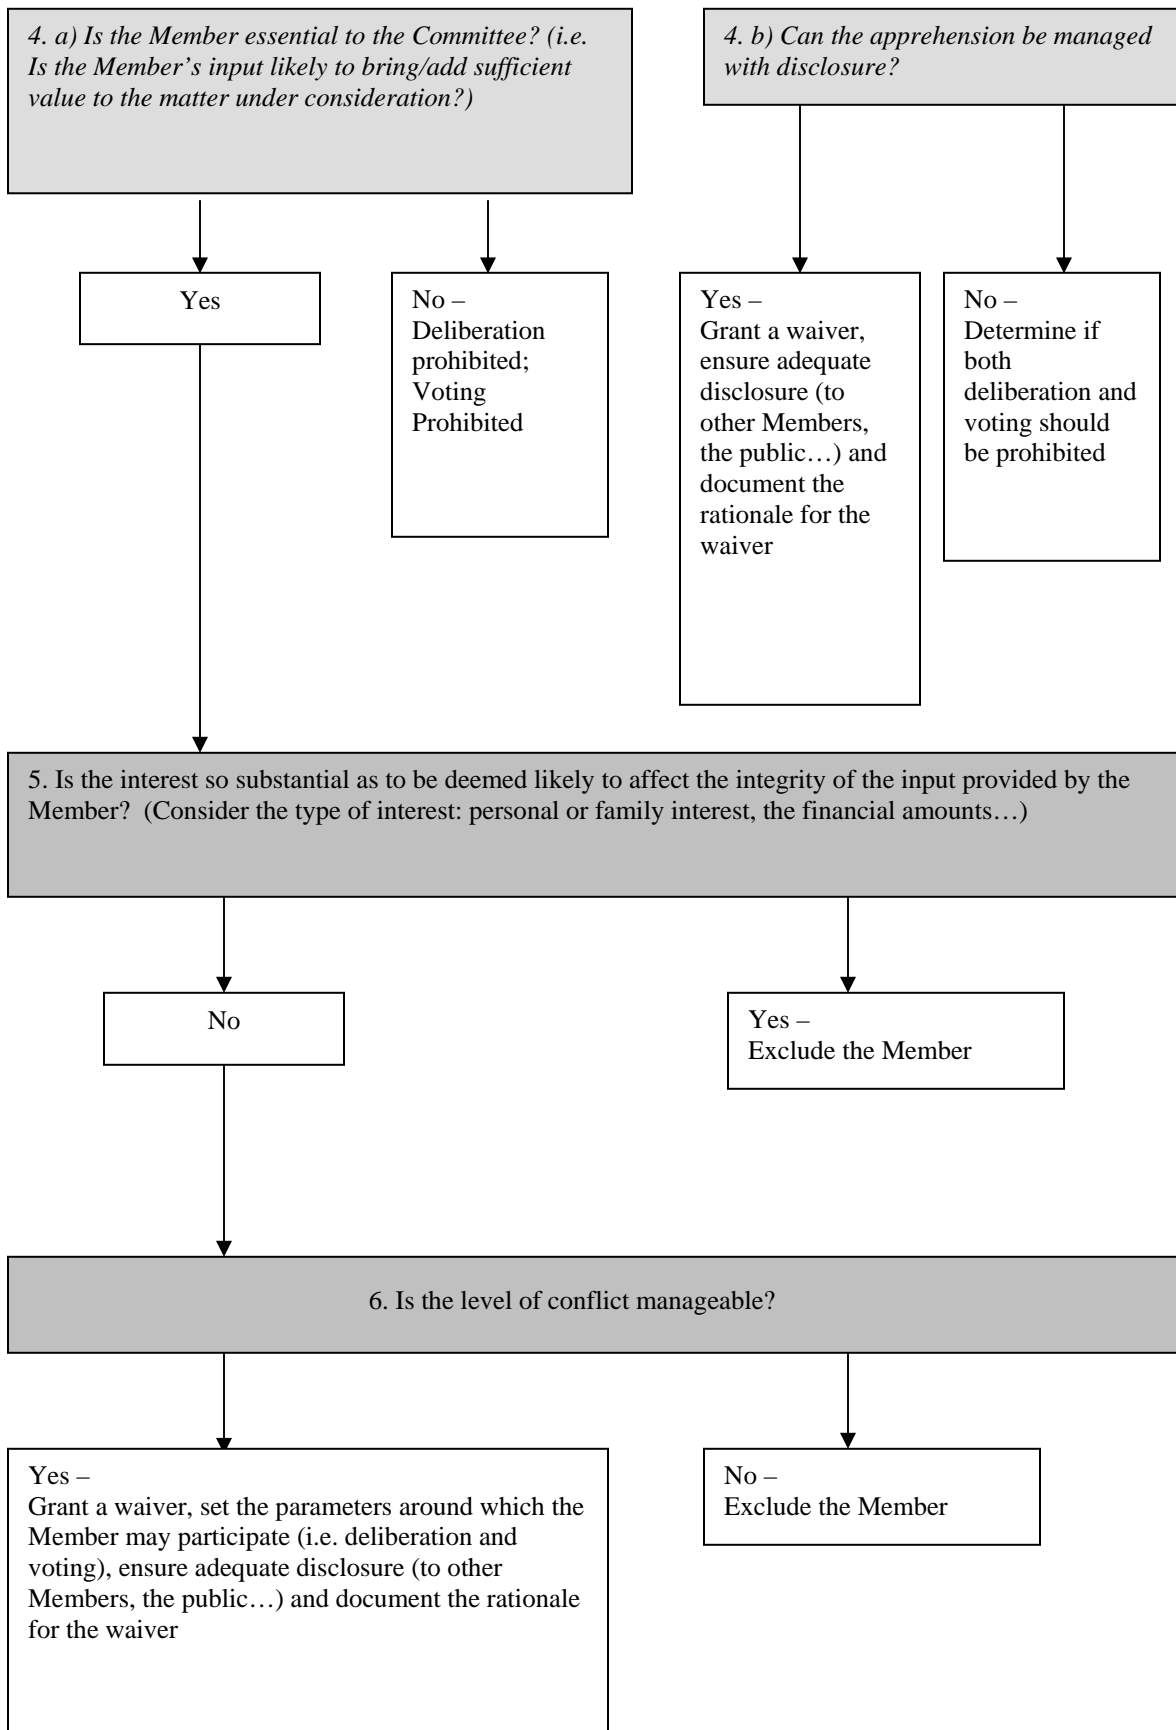 4. a) Is the Member essential to the Committee? (i.e.
Is the Member’s input likely to bring/add sufficient
value to the matter under consideration?)
4. b) Can the apprehension be managed
with disclosure?
Yes
No –
Deliberation
prohibited;
Voting
Prohibited
Yes –
Grant a waiver,
ensure adequate
disclosure (to
other Members,
the public…) and
document the
rationale for the
waiver
No –
Determine if
both
deliberation and
voting should
be prohibited
5. Is the interest so substantial as to be deemed likely to affect the integrity of the input provided by the
Member?  (Consider the type of interest: personal or family interest, the financial amounts…)
No
Yes –
Exclude the Member
6. Is the level of conflict manageable?
Yes –
Grant a waiver, set the parameters around which the
Member may participate (i.e. deliberation and
voting), ensure adequate disclosure (to other
Members, the public…) and document the rationale
for the waiver
No –
Exclude the Member